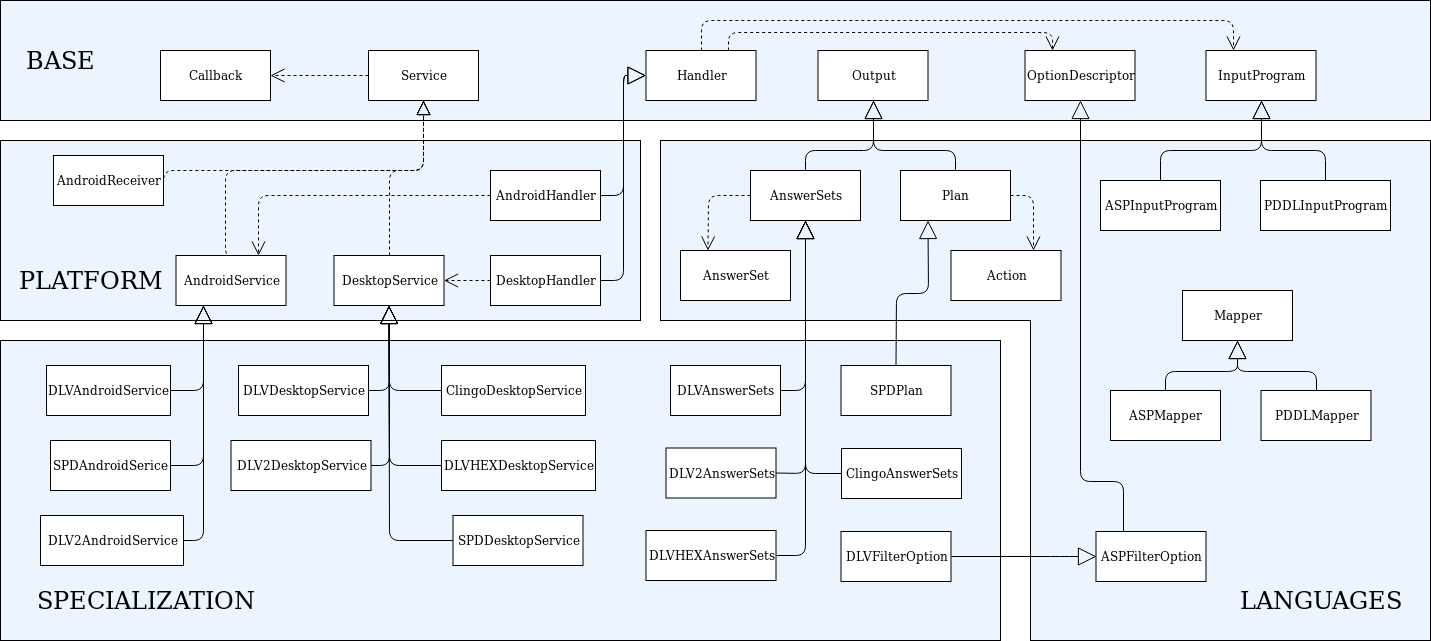 BASE
Callback
Service
Handler
Output
OptionDescriptor
InputProgram
AndroidReceiver
AndroidHandler
PLATFORM
AndroidService
DesktopService
DesktopHandler
AnswerSets
Plan
ASPInputProgram
PDDLInputProgram
AnswerSet
Action
Mapper
ASPMapper
PDDLMapper
ASPFilterOption
LANGUAGES
DLVAndroidService
DLVDesktopService
ClingoDesktopService
DLVAnswerSets
SPDPlan
SPDAndroidSerice
DLV2DesktopService
DLVHEXDesktopService
DLV2AnswerSets
ClingoAnswerSets
DLV2AndroidService
SPDDesktopService
DLVHEXAnswerSets
DLVFilterOption
SPECIALIZATION